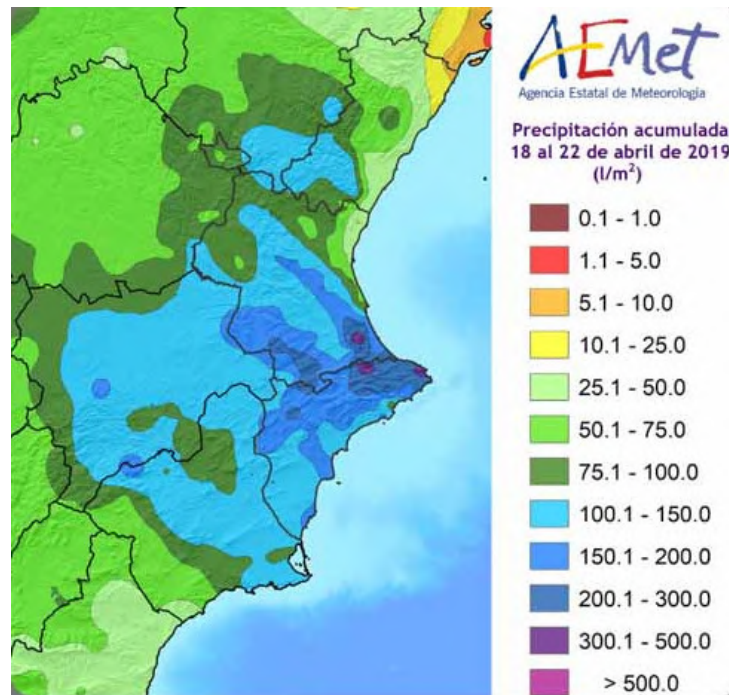 AEMet
Agencia Estatal de Meteorología
Precipitación acumulada
18 al 22 de abril de 2019
(l/m²)
0.1 - 1.0
1.1 - 5.0
5.1 - 10.0
10.1 - 25.0
25.1 - 50.0
50.1 - 75.0
75.1 - 100.0
100.1 - 150.0
150.1 - 200.0
200.1 - 300.0
300.1 - 500.0
> 500.0